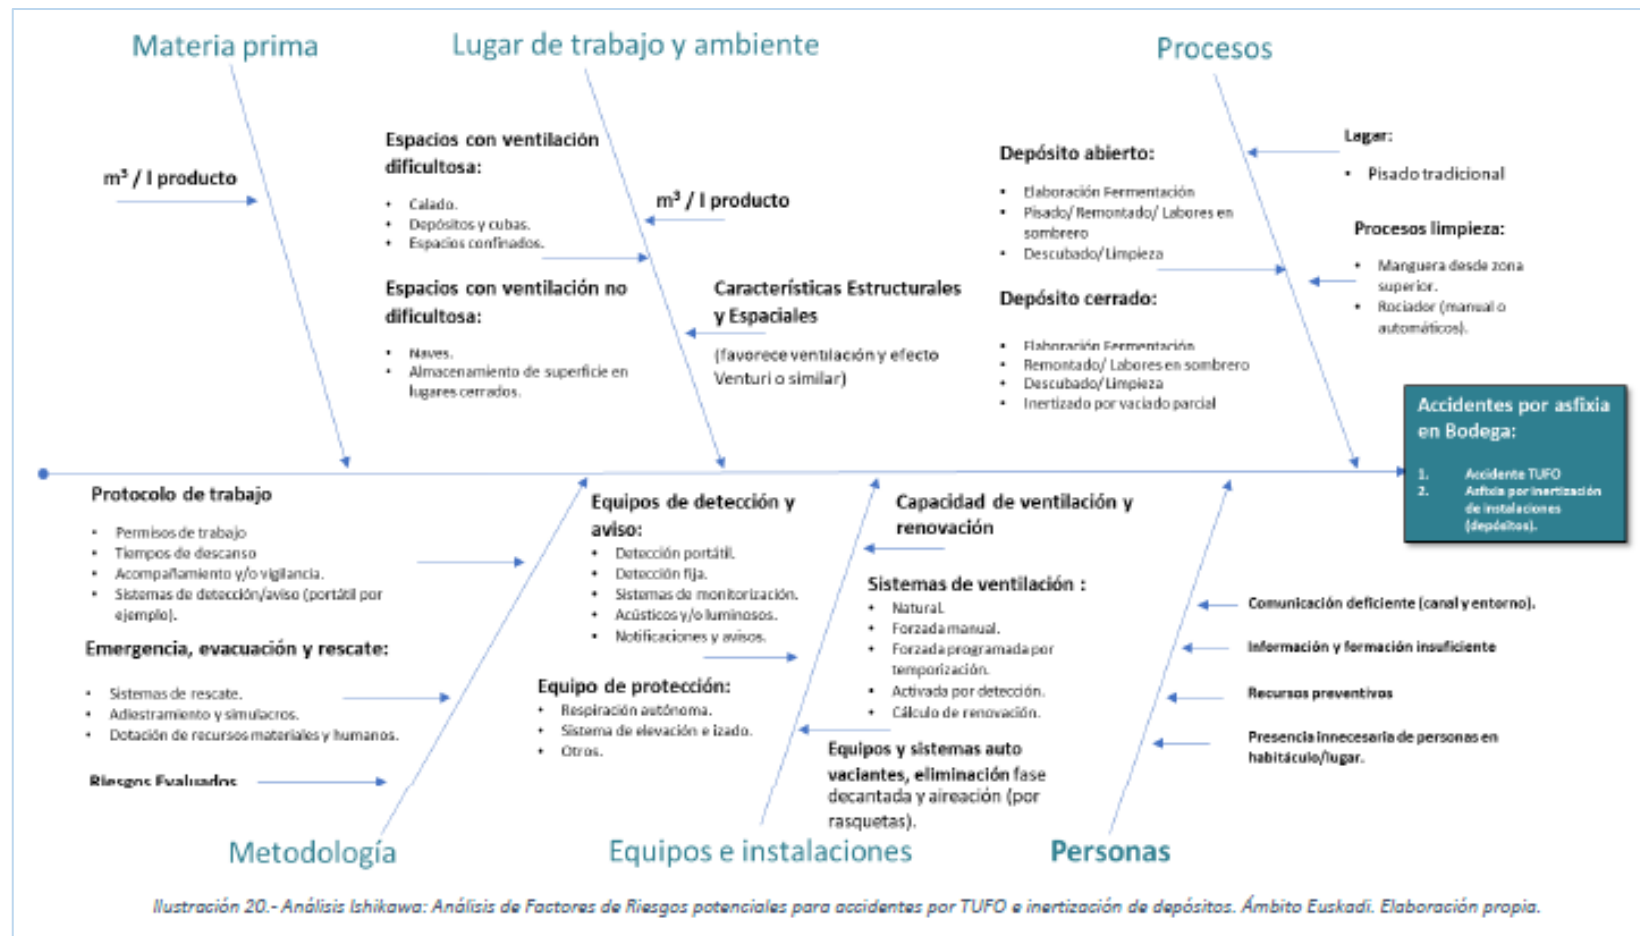 Materia prima
Lugar de trabajo y ambiente
Procesos
m³ / l producto
Espacios con ventilación
dificultosa:
• Calado.
• Depósitos y cubas.
• Espacios confinados.
Espacios con ventilación no
dificultosa:
• Naves.
• Almacenamiento de superficie en
lugares cerrados.
m³ / l producto
Características Estructurales
y Espaciales
(favorece ventilación y efecto
Venturi o similar)
Depósito abierto:
• Elaboración Fermentación
• Pisado/ Remontado/ Labores en
sombrero
• Descubado/ Limpieza
Depósito cerrado:
• Elaboración Fermentación
• Remontado/ Labores en sombrero
• Descubado/ Limpieza
• Inertizado por vaciado parcial
Lagar:
• Pisado tradicional
Procesos limpieza:
• Manguera desde zona
superior.
• Rociador (manual o
automáticos).
Accidentes por asfixia
en Bodega:
1. Accidente TUFO
2. Asfixia por inertización
de instalaciones
(depósitos).
Protocolo de trabajo
• Permisos de trabajo
• Tiempos de descanso
• Acompañamiento y/o vigilancia.
• Sistemas de detección/aviso (portátil por
ejemplo).
Emergencia, evacuación y rescate:
• Sistemas de rescate.
• Adiestramiento y simulacros.
• Dotación de recursos materiales y humanos.
Riesgos Evaluados
Equipos de detección y
aviso:
• Detección portátil.
• Detección fija.
• Sistemas de monitorización.
• Acústicos y/o luminosos.
• Notificaciones y avisos.
Equipo de protección:
• Respiración autónoma.
• Sistema de elevación e izado.
• Otros.
Capacidad de ventilación y
renovación
Sistemas de ventilación :
• Natural.
• Forzada manual.
• Forzada programada por
temporización.
• Activada por detección.
• Cálculo de renovación.
Equipos y sistemas auto
vaciantes, eliminación fase
decantada y aireación (por
rasquetas).
Comunicación deficiente (canal y entorno).
Información y formación insuficiente
Recursos preventivos
Presencia innecesaria de personas en
habitáculo/lugar.
Metodología
Equipos e instalaciones
Personas
Ilustración 20.- Análisis Ishikawa: Análisis de Factores de Riesgos potenciales para accidentes por TUFO e inertización de depósitos. Ámbito Euskadi. Elaboración propia.